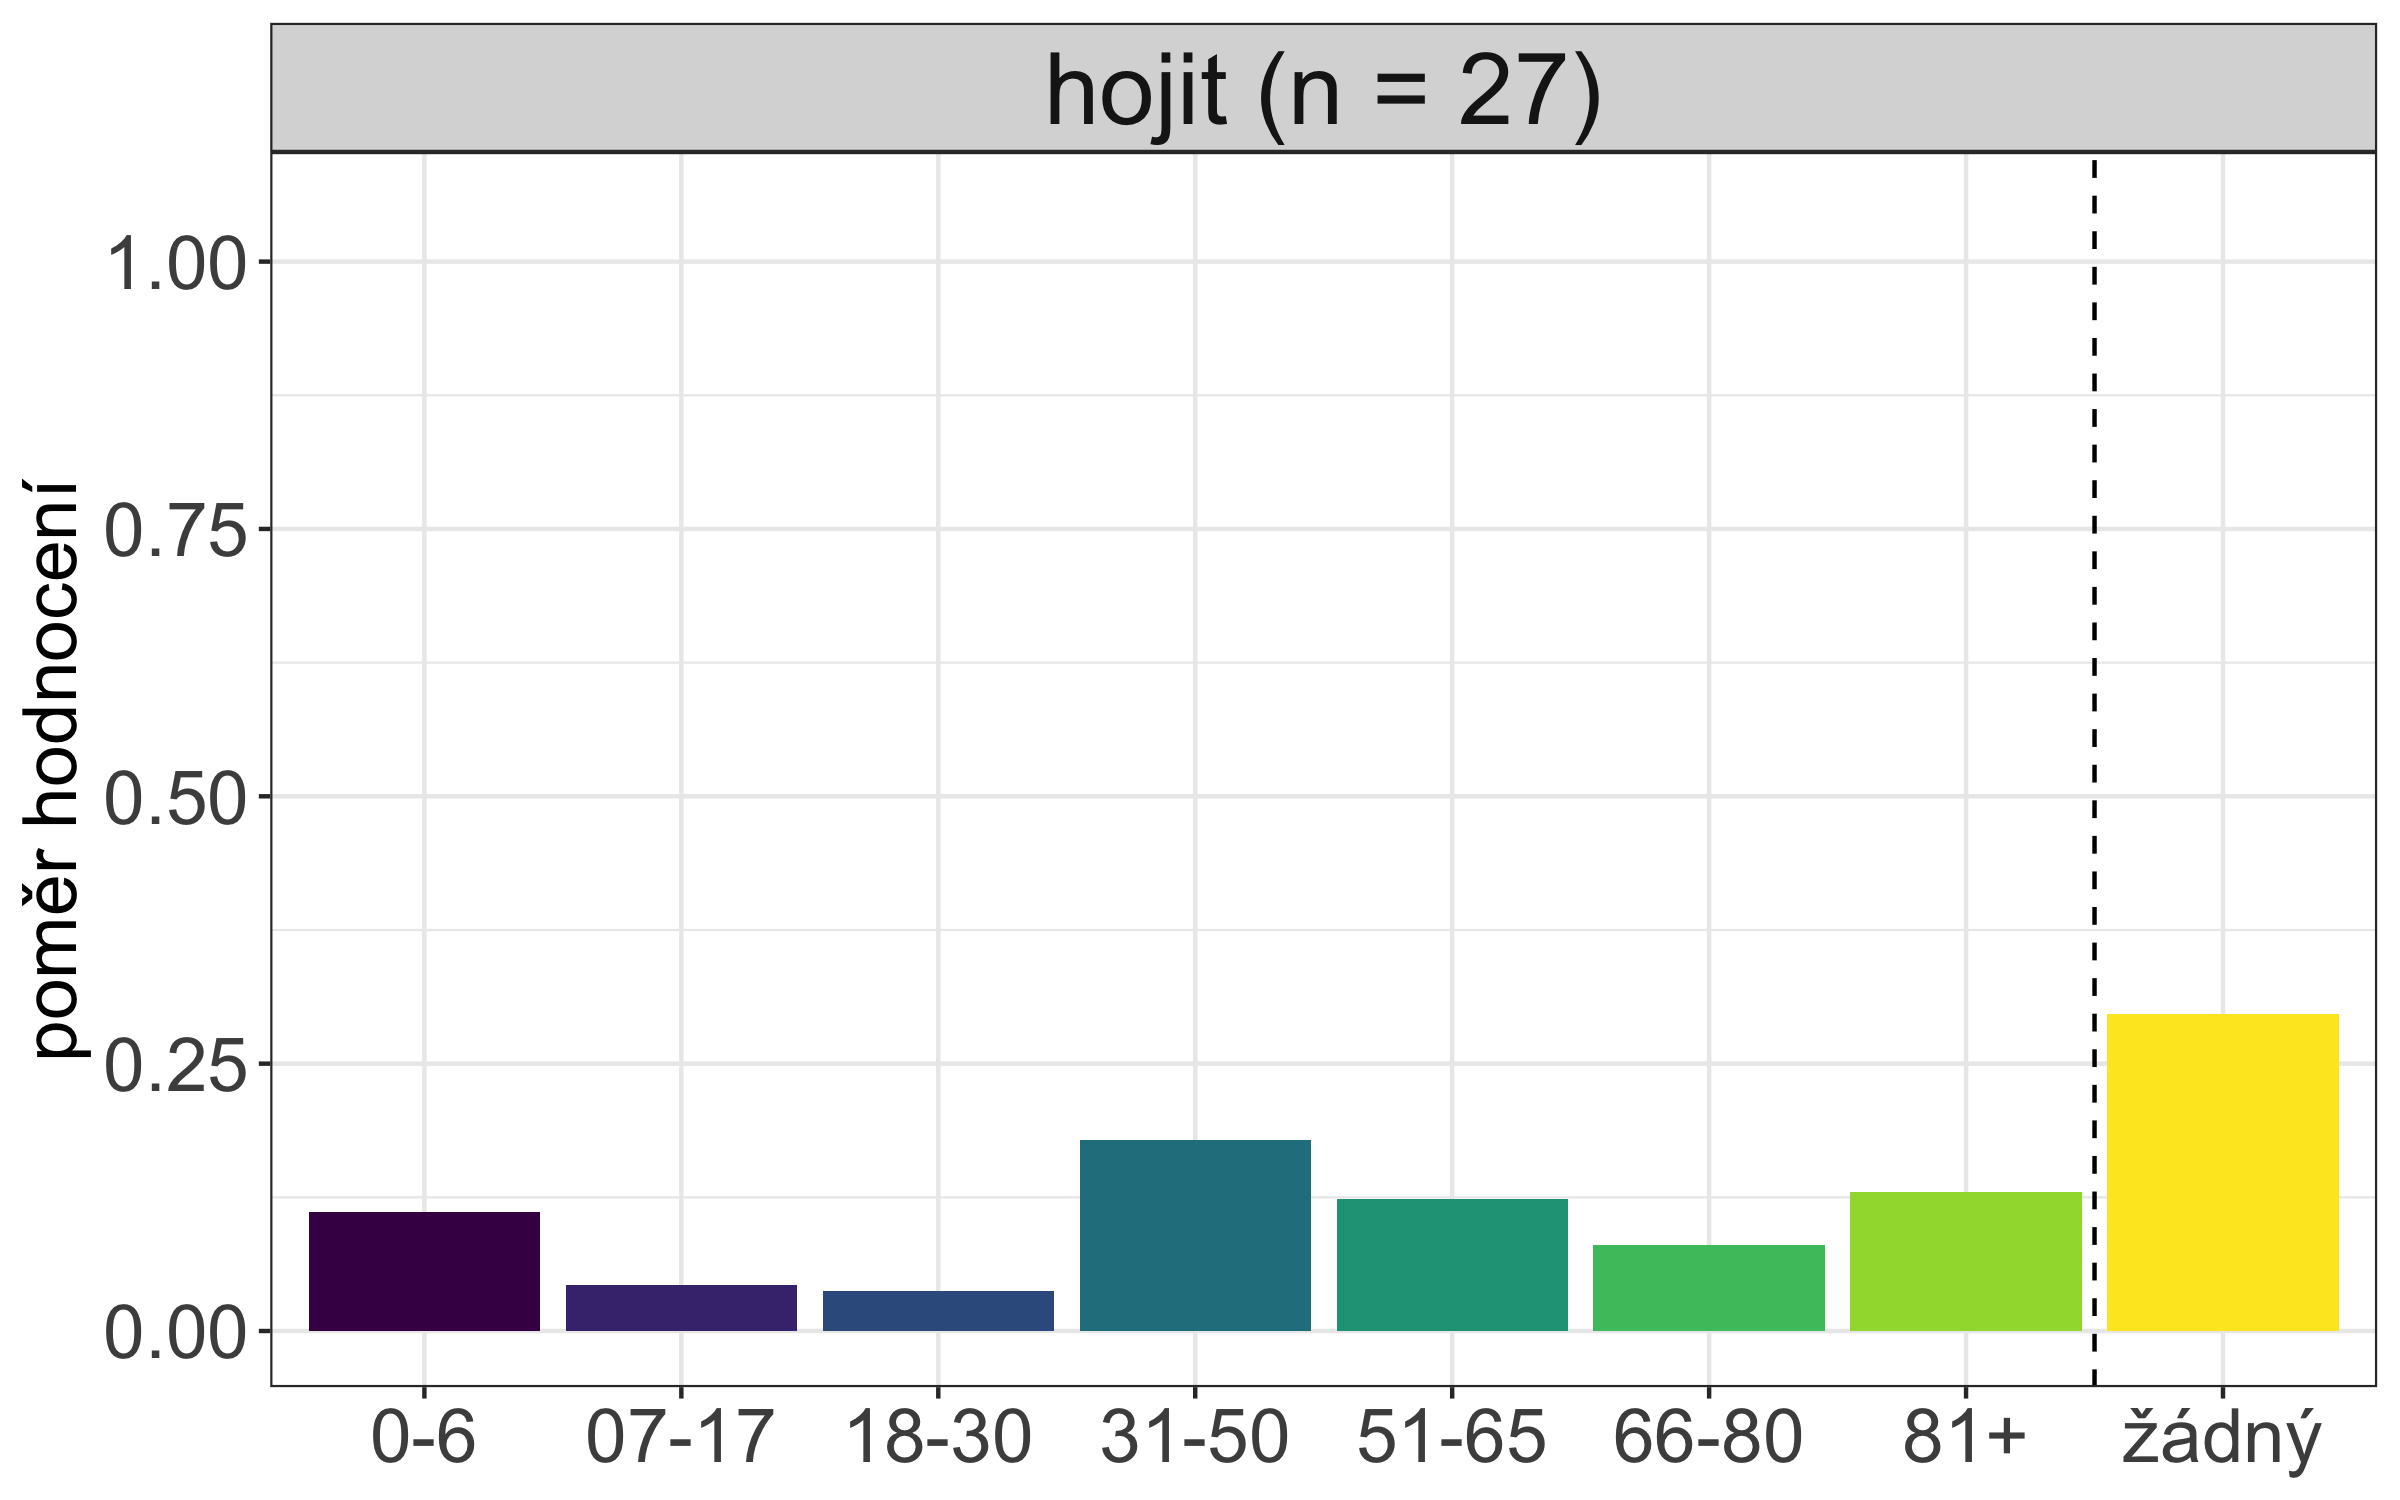 hojit (n = 27)
poměr hodnocení
1.00
0.75
0.50
0.25
0.00
0-6 07-17 18-30 31-50 51-65 66-80 81+ žádný